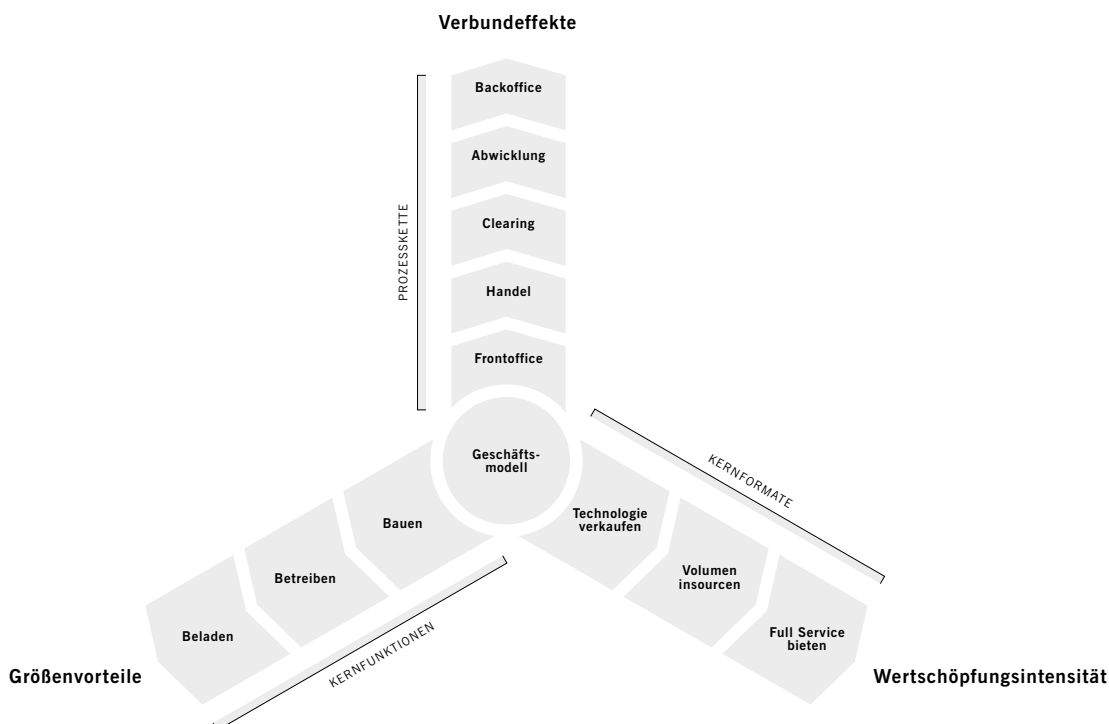 Verbundeffekte
Backoffice
Abwicklung
Clearing
PROZESSKETTE
Handel
Frontoffice
Geschäfts-
modell
KERNFORMATE
Bauen
Technologie
verkaufen
Betreiben
Volumen
insourcen
Beladen
Full Service
bieten
KERNFUNKTIONEN
Größenvorteile
Wertschöpfungsintensität